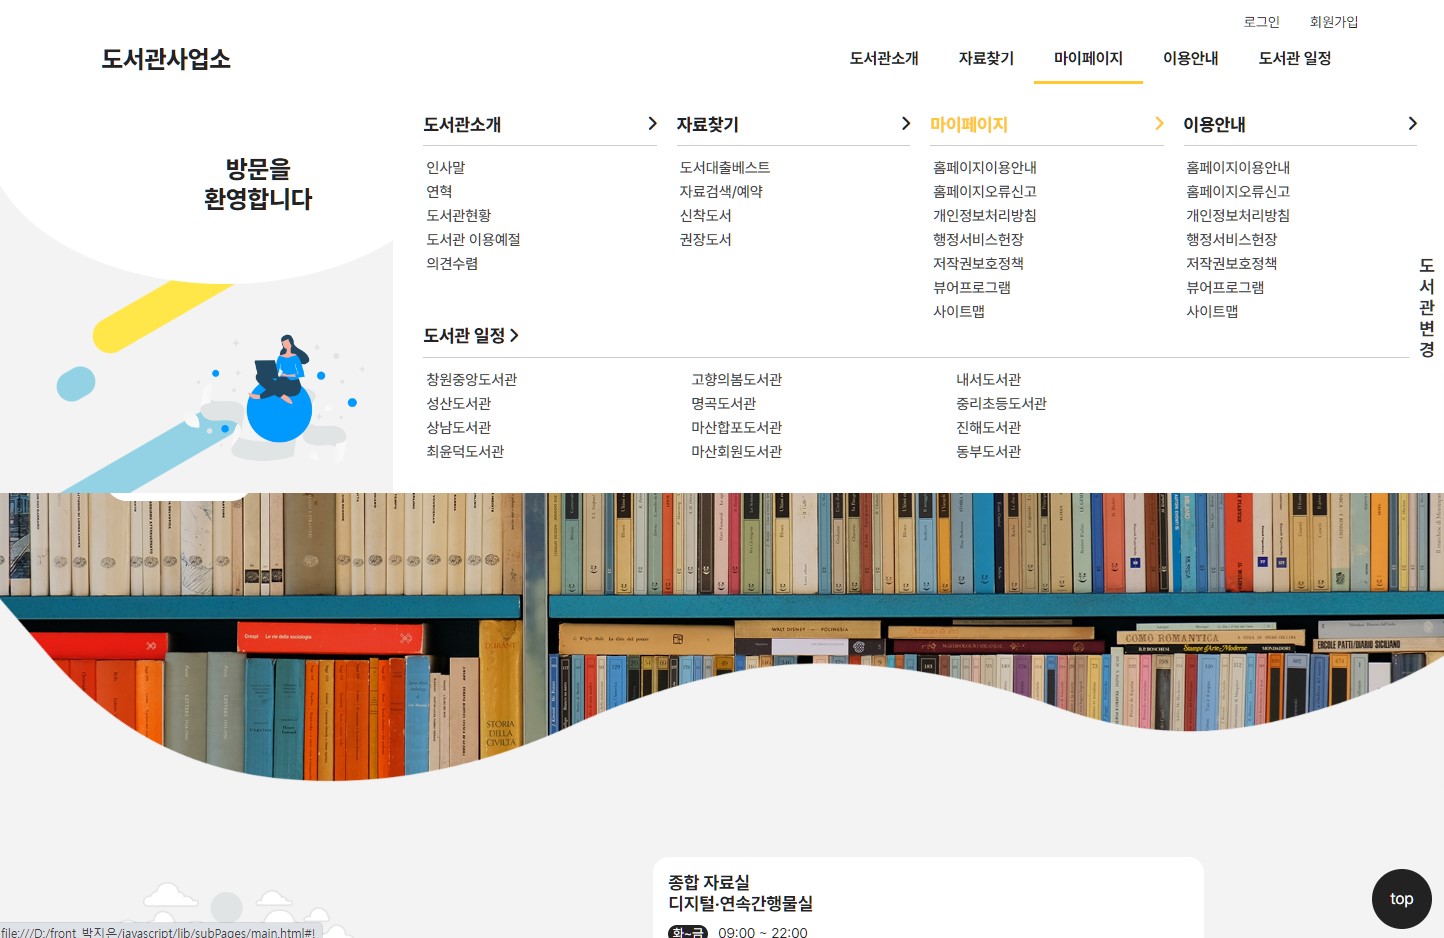 로그인 회원가입
도서관사업소
도서관소개 자료찾기 마이페이지 이용안내 도서관 일정
방문을
환영합니다
도서관소개
인사말
연혁
도서관현황
도서관 이용예절
의견수렴
자료찾기
도서대출베스트
자료검색/예약
신착도서
권장도서
마이페이지
홈페이지이용안내
홈페이지오류신고
개인정보처리방침
행정서비스헌장
저작권보호정책
뷰어프로그램
사이트맵
이용안내
홈페이지이용안내
홈페이지오류신고
개인정보처리방침
행정서비스헌장
저작권보호정책
뷰어프로그램
사이트맵
도서관 일정
창원중앙도서관 고향의봄도서관 내서도서관
성산도서관 명곡도서관 중리초등도서관
상남도서관 마산합포도서관 진해도서관
최윤덕도서관 마산회원도서관 동부도서관
도서관변경
WALT DISNEY - POLINESIA
COMO ROMANTICA
B.P. BOSCHESI Stampe d'Arte Moderne MONDADORI
ERCOLE PATTI/DIARIO SICILIANO
STORIA
DELLA
CIVILTÀ
종합 자료실
디지털·연속간행물실
화~금 09:00 ~ 22:00
top
file:///D:/front_박지은/javascript/lib/subPages/main.html#!